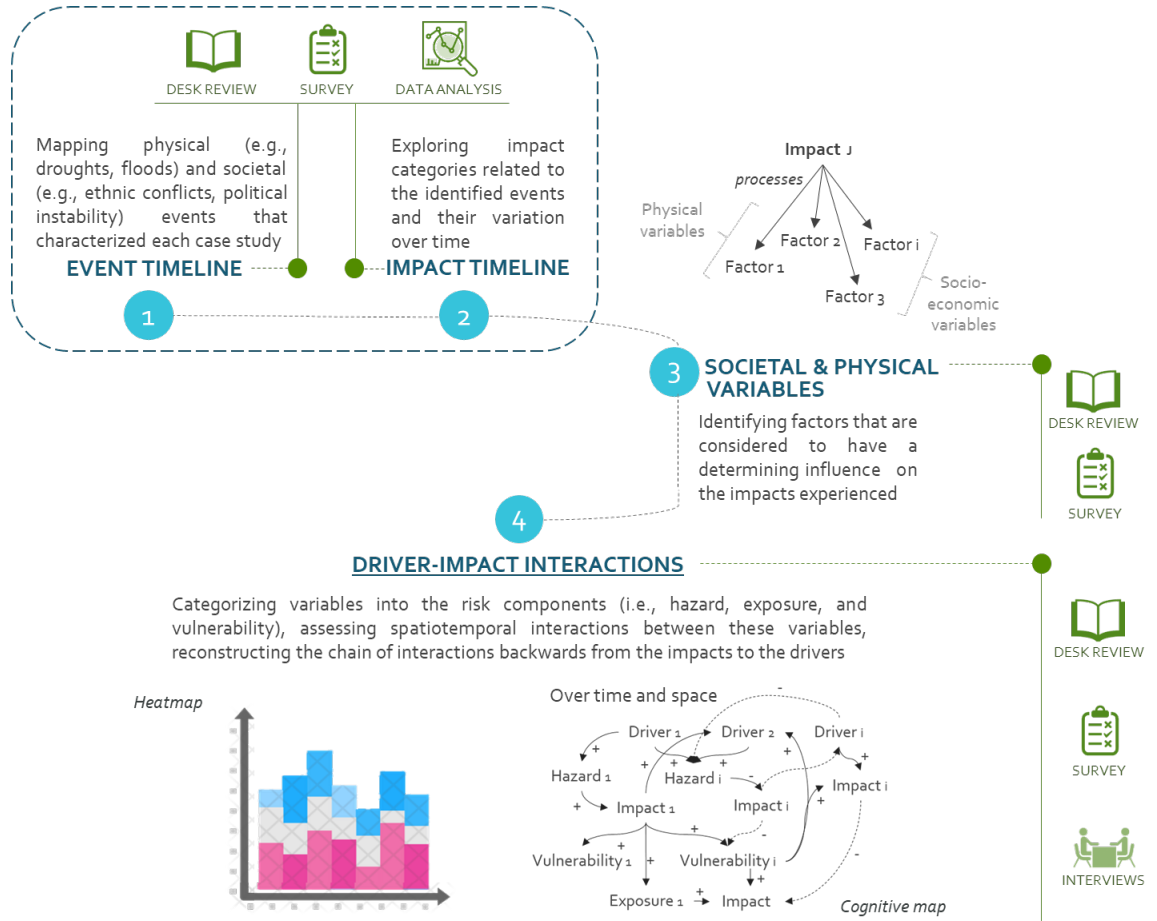 DESK REVIEW
SURVEY
DATA ANALYSIS
Mapping physical (e.g.,
droughts, floods) and societal
(e.g., ethnic conflicts, political
instability) events that
characterized each case study
EVENT TIMELINE
1
Exploring impact
categories related to
the identified events
and their variation
over time
IMPACT TIMELINE
2
Impact J
processes
Physical
variables
Factor 1
Factor 2
Factor i
Factor 3
Socio-
economic
variables
3
SOCIETAL & PHYSICAL
VARIABLES
Identifying factors that are
considered to have a
determining influence on
the impacts experienced
DESK REVIEW
SURVEY
4
DRIVER-IMPACT INTERACTIONS
Categorizing variables into the risk components (i.e., hazard, exposure, and
vulnerability), assessing spatiotemporal interactions between these variables,
reconstructing the chain of interactions backwards from the impacts to the drivers
DESK REVIEW
SURVEY
INTERVIEWS
Heatmap
Over time and space
-
Driver 1
Driver 2
Driver i
+
+
+
+
+
Hazard 1
Hazard i
-
Impact i
+
Impact 1
+
Impact i
+
+
-
+
-
Vulnerability 1
Vulnerability i
+
+
Exposure 1
+
Impact
Cognitive map